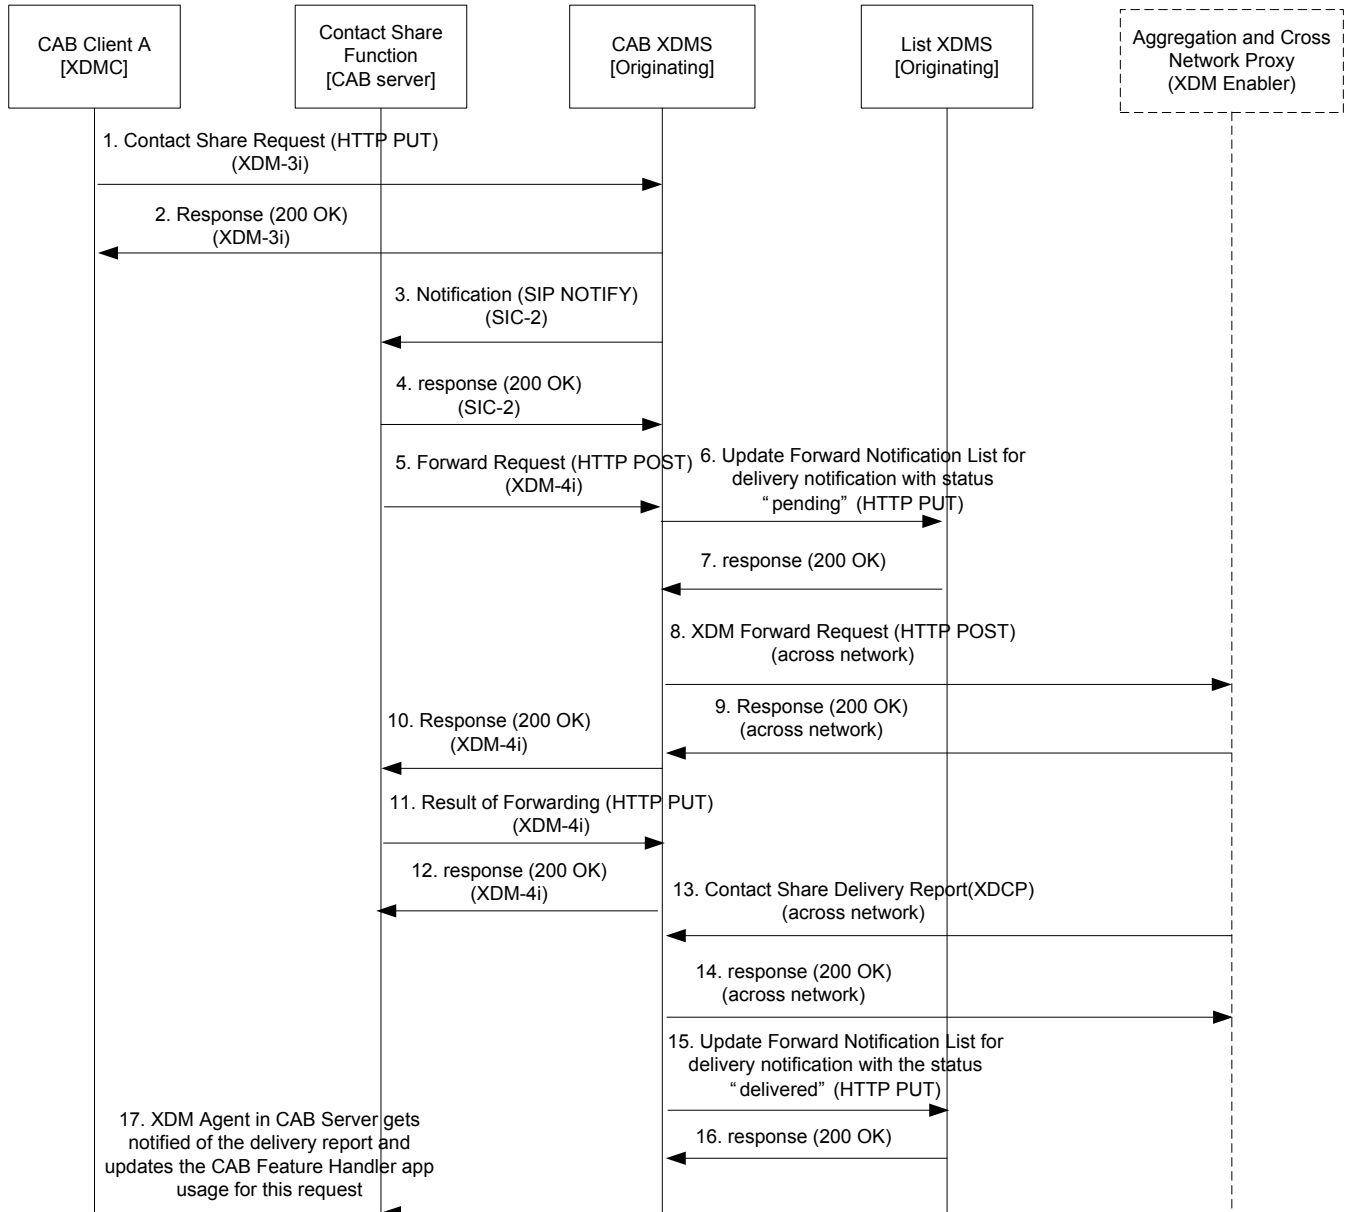 CAB Client A
[XDMC]
Contact Share
Function
[CAB server]
CAB XDMS
[Originating]
List XDMS
[Originating]
Aggregation and Cross
Network Proxy
(XDM Enabler)
1. Contact Share Request (HTTP PUT)
(XDM-3i)
2. Response (200 OK)
(XDM-3i)
3. Notification (SIP NOTIFY)
(SIC-2)
4. response (200 OK)
(SIC-2)
5. Forward Request (HTTP POST)
(XDM-4i)
6. Update Forward Notification List for
delivery notification with status
“pending” (HTTP PUT)
7. response (200 OK)
8. XDM Forward Request (HTTP POST)
(across network)
9. Response (200 OK)
(across network)
10. Response (200 OK)
(XDM-4i)
11. Result of Forwarding (HTTP PUT)
(XDM-4i)
12. response (200 OK)
(XDM-4i)
13. Contact Share Delivery Report(XDCP)
(across network)
14. response (200 OK)
(across network)
15. Update Forward Notification List for
delivery notification with the status
“delivered” (HTTP PUT)
16. response (200 OK)
17. XDM Agent in CAB Server gets
notified of the delivery report and
updates the CAB Feature Handler app
usage for this request